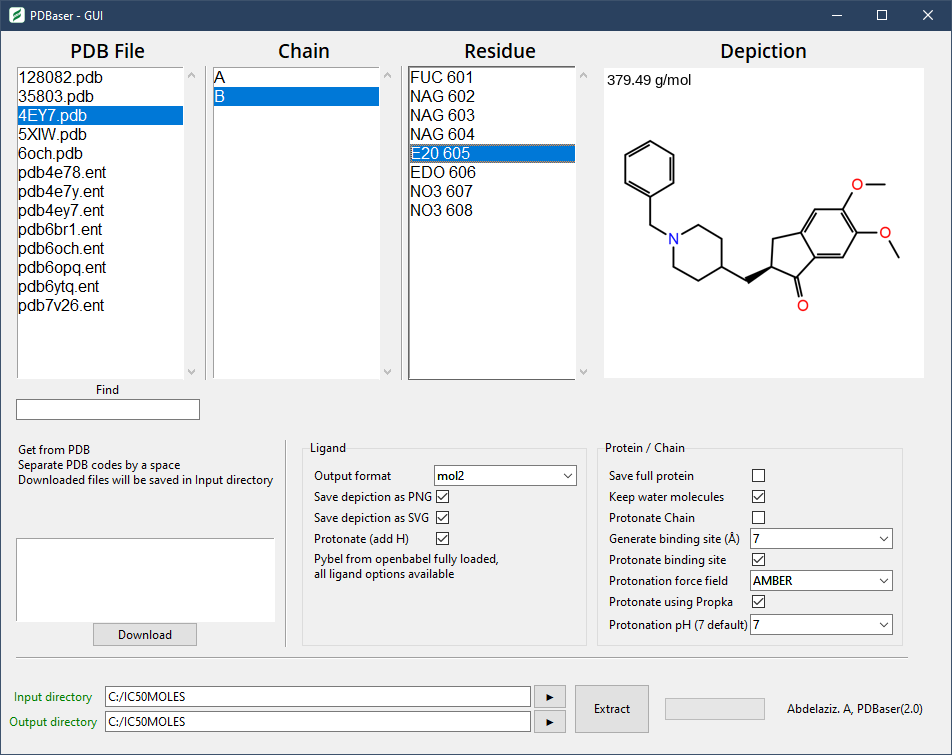 PDBaser - GUI
PDB File
Chain
Residue
Depiction
128082.pdb
35803.pdb
4EY7.pdb
5XIW.pdb
6och.pdb
pdb4e78.ent
pdb4e7y.ent
pdb4ey7.ent
pdb6br1.ent
pdb6och.ent
pdb6opq.ent
pdb6ytq.ent
pdb7v26.ent
A
B
FUC 601
NAG 602
NAG 603
NAG 604
E20 605
EDO 606
NO3 607
NO3 608
379.49 g/mol
N
O
O
O
Find
Get from PDB
Separate PDB codes by a space
Downloaded files will be saved in Input directory
Download
Ligand
Output format
mol2
Save depiction as PNG
Save depiction as SVG
Protonate (add H)
Pybel from openbabel fully loaded,
all ligand options available
Protein / Chain
Save full protein
Keep water molecules
Protonate Chain
Generate binding site (Å)
7
Protonate binding site
Protonation force field
AMBER
Protonate using Propka
Protonation pH (7 default)
7
Input directory
C:/IC50MOLES
Output directory
C:/IC50MOLES
Extract
Abdelaziz. A, PDBaser(2.0)